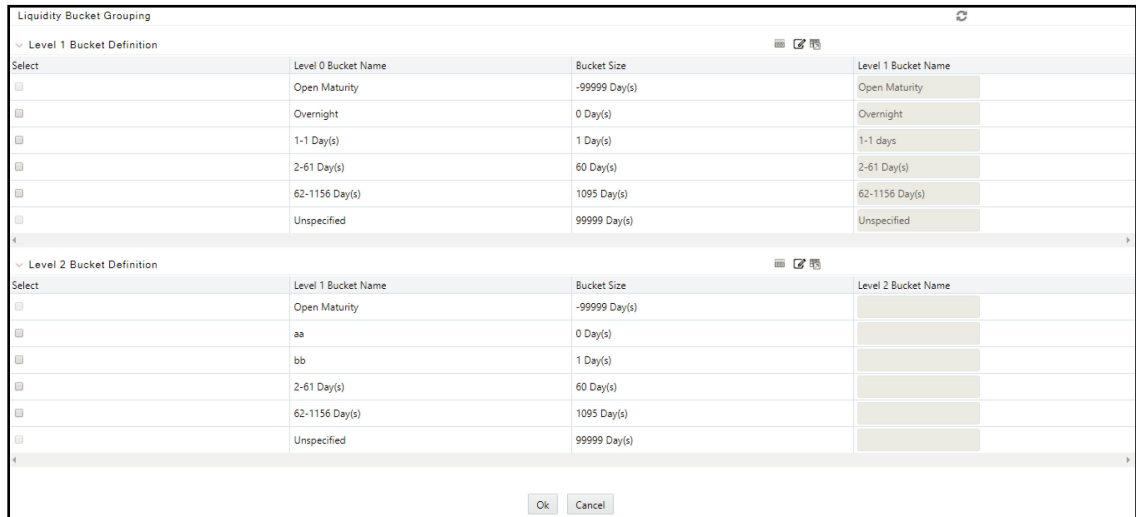 Liquidity Bucket Grouping
Level 1 Bucket Definition
Select Level 0 Bucket Name Bucket Size Level 1 Bucket Name
Open Maturity -99999 Day(s) Open Maturity
Overnight 0 Day(s) Overnight
1-1 Day(s) 1 Day(s) 1-1 days
2-61 Day(s) 60 Day(s) 2-61 Day(s)
62-1156 Day(s) 1095 Day(s) 62-1156 Day(s)
Unspecified 99999 Day(s) Unspecified
Level 2 Bucket Definition
Select Level 1 Bucket Name Bucket Size Level 2 Bucket Name
Open Maturity -99999 Day(s)
aa 0 Day(s)
bb 1 Day(s)
2-61 Day(s) 60 Day(s)
62-1156 Day(s) 1095 Day(s)
Unspecified 99999 Day(s)
Ok Cancel